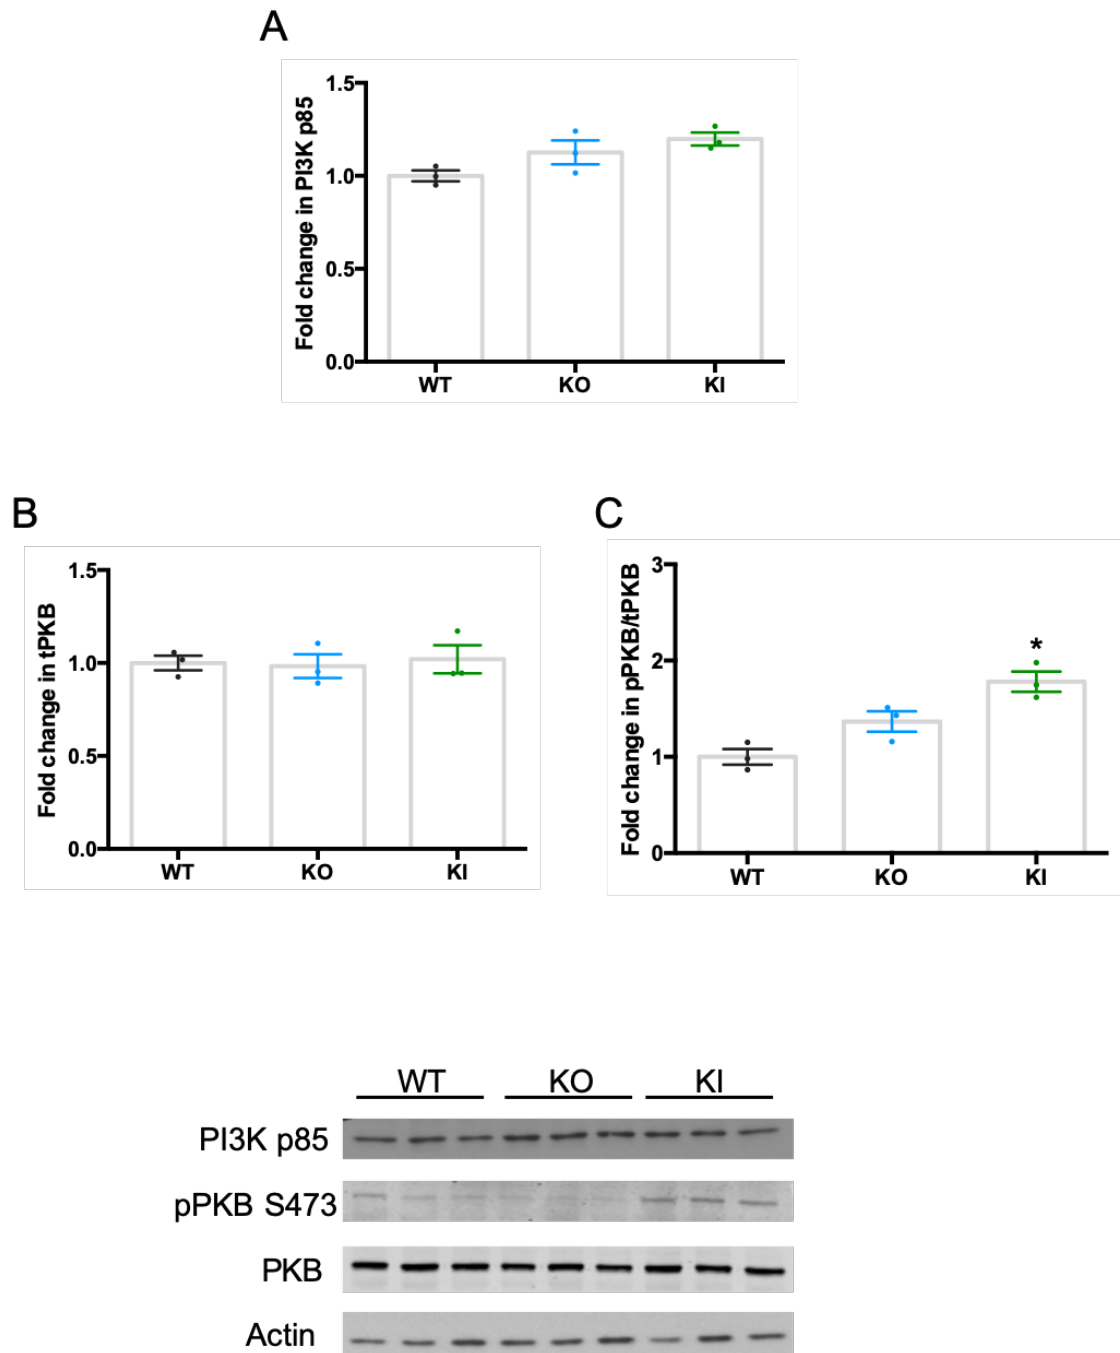 A
Fold change in PI3K p85
1.5
1.0
0.5
0.0
WT KO KI
B
Fold change in tPKB
1.5
1.0
0.5
0.0
WT KO KI
C
Fold change in pPKB/tPKB
3
2
1
0
*
WT KO KI
WT KO KI
PI3K p85
pPKB S473
PKB
Actin